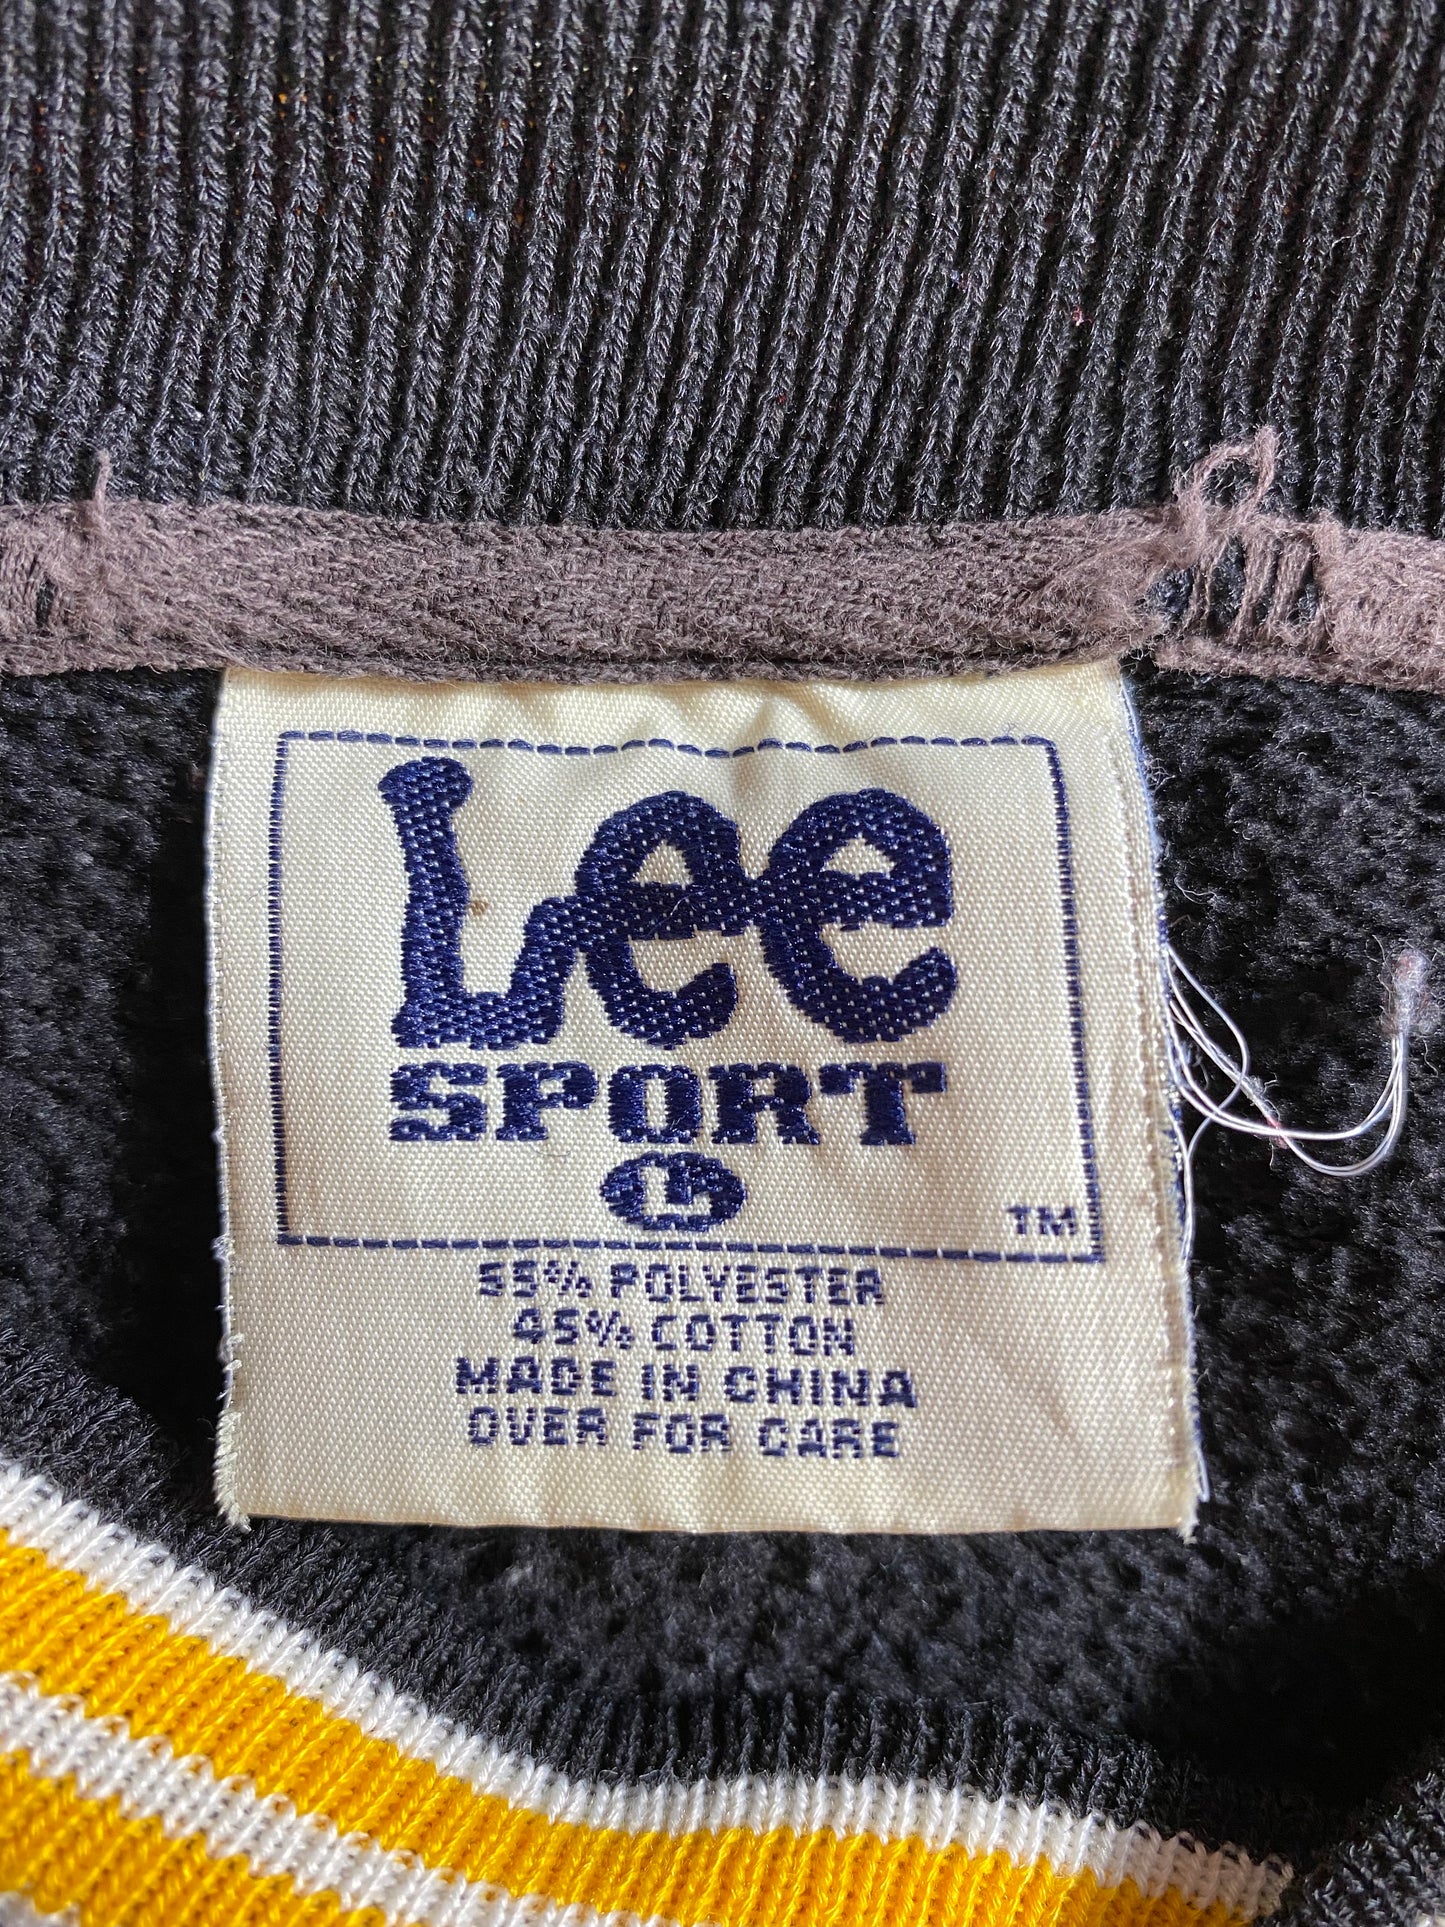 Lee
SPORT
L
TM
55% POLYESTER
45% COTTON
MADE IN CHINA
OVER FOR CARE